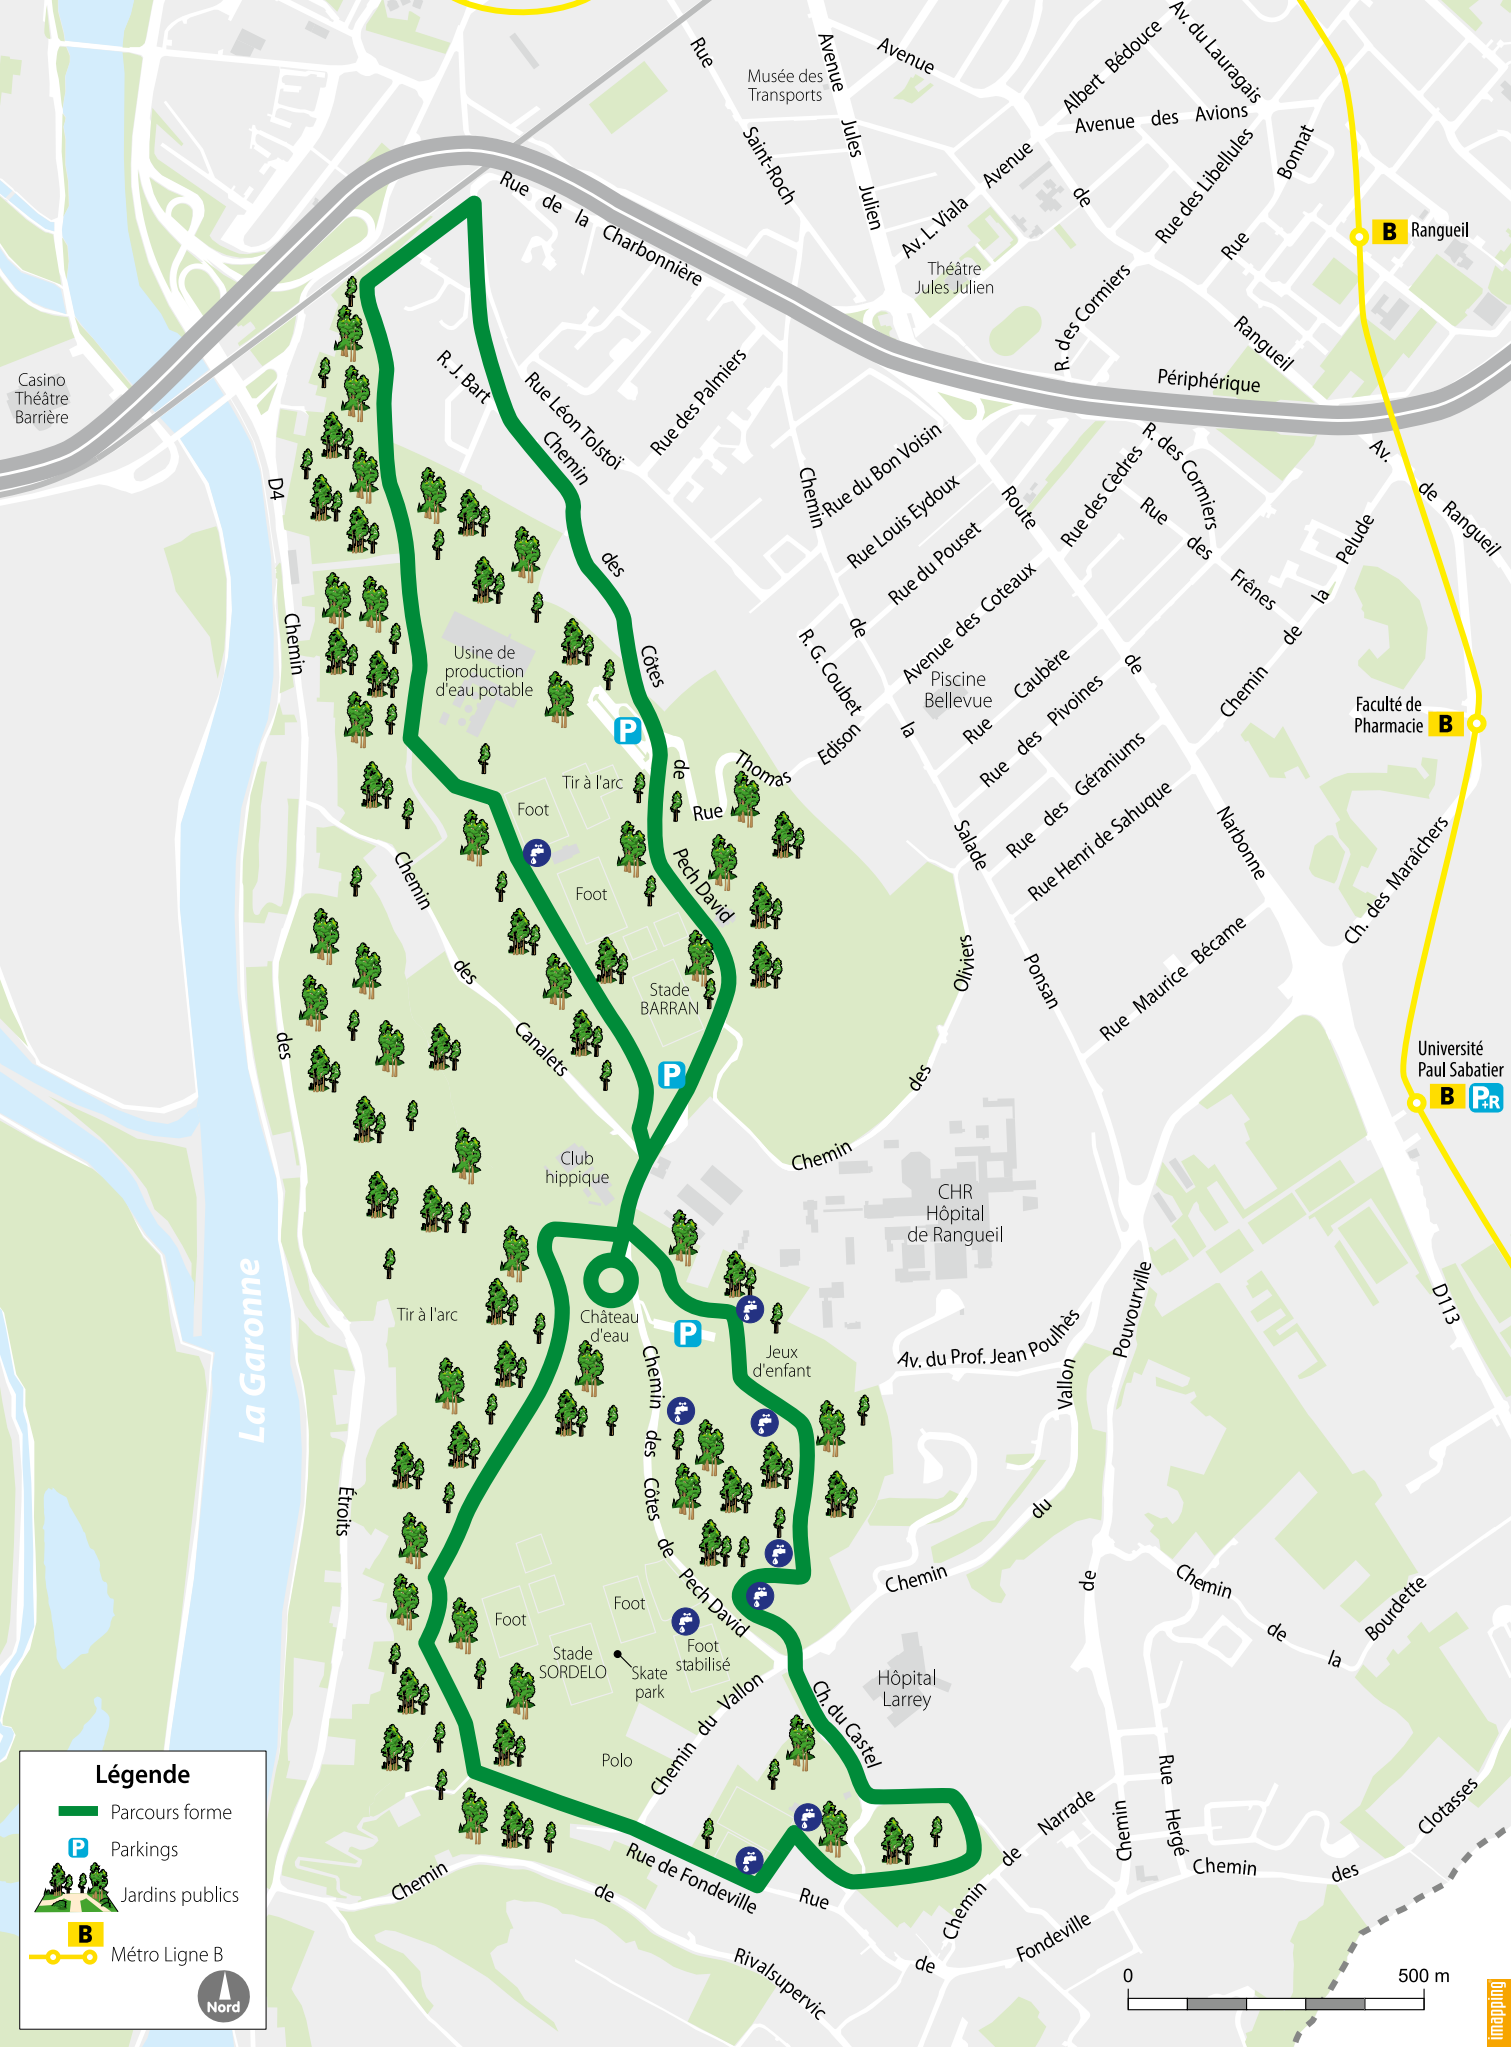 Av. du Lauragais
Albert Bédouce
Avenue
Avenue
Rue
Musée des
Transports
Avenue des Avions
Jules
Saint-Roch
Julien
Avenue
Av. L. Viala
de
Rue des Libellules
Bonnat
Rue
B
Rangueil
Rue de la Charbonnière
Théâtre
Jules Julien
R. des Cormiers
Rangueil
Périphérique
Casino
Théâtre
Barrière
R. J. Bart
Rue Léon Tolstoï
Rue des Palmiers
Chemin
des
Côtes
de
Pech David
D4
Chemin
des
Étroits
Chemin
de
la
Salade
Ponsan
Rue du Bon Voisin
Rue Louis Eydoux
Rue du Pouset
Avenue des Coteaux
Route
de
Narbonne
Rue des Cèdres
R. des Cormiers
Rue des Frênes
Av.
de Rangueil
Chemin de la Pelude
Usine de
production
d'eau potable
P
R. G. Coubet
Piscine
Bellevue
Rue Caubère
Rue des Pivoines
Rue des Géraniums
Rue Henri de Sahuque
Rue Maurice Bécame
Rue Thomas Edison
Faculté de
Pharmacie
B
Ch. des Maraîchers
Tir à l'arc
Foot
Foot
Stade
BARRAN
Chemin
des
Canalets
P
Chemin des Oliviers
Université
Paul Sabatier
B
P+R
Club
hippique
CHR
Hôpital
de Rangueil
La Garonne
Tir à l'arc
Château
d'eau
P
Jeux
d'enfant
Av. du Prof. Jean Poulhès
Pouvourville
D113
Chemin
des
Côtes
de
Pech David
Chemin du Vallon
de
Chemin de la Bourdette
Foot
Foot
Stade
SORDELO
Skate
park
Foot
stabilisé
Hôpital
Larrey
Chemin du Vallon
Ch. du Castel
Polo
Rue de Fondeville
Rue
de
Fondeville
Chemin de Narrade
Chemin
Rue Hergé
Chemin des Clotasses
Chemin
de
Rivalsupervic
Légende
Parcours forme
P
Parkings
Jardins publics
B
Métro Ligne B
Nord
0
500 m
imapping